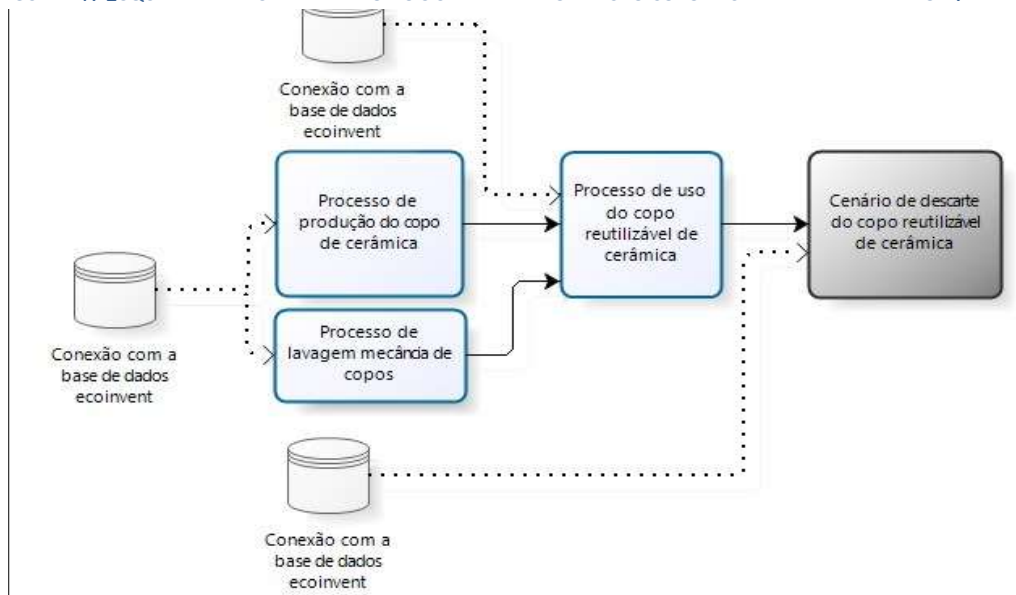 Conexão com a
base de dados
ecoinvent
Processo de
produção do copo
de cerâmica
Processo de uso
do copo
reutilizável de
cerâmica
Cenário de descarte
do copo reutilizável
de cerâmica
Conexão com a
base de dados
ecoinvent
Processo de
lavagem mecância de
copos
Conexão com a
base de dados
ecoinvent